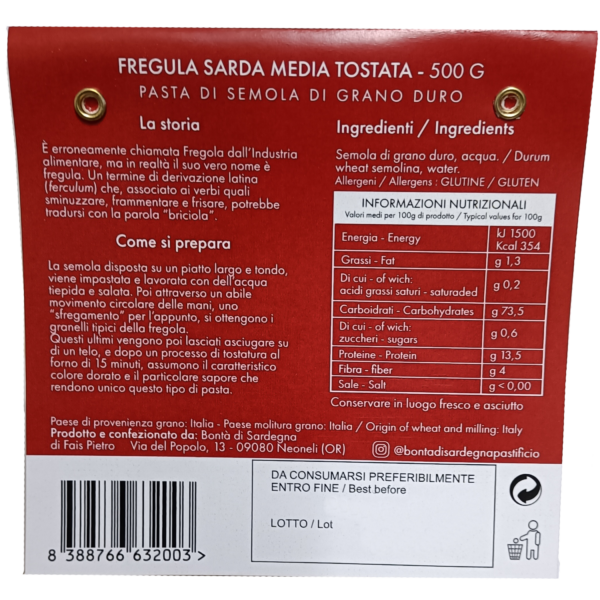 FREGULA SARDA MEDIA TOSTATA - 500 G
PASTA DI SEMOLA DI GRANO DURO
La storia
È erroneamente chiamata Fregola dall'Industria
alimentare, ma in realtà il suo vero nome è
fregula. Un termine di derivazione latina
(ferculum) che, associato ai verbi quali
sminuzzare, frammentare e frisare, potrebbe
tradursi con la parola "briciola".
Come si prepara
La semola disposta su un piatto largo e tondo,
viene impastata e lavorata con dell'acqua
tiepida e salata. Poi attraverso un abile
movimento circolare delle mani, uno
"sfregamento" per l'appunto, si ottengono i
granelli tipici della fregola.
Questi ultimi vengono poi lasciati asciugare su
di un telo, e dopo un processo di tostatura al
forno di 15 minuti, assumono il caratteristico
colore dorato e il particolare sapore che
rendono unico questo tipo di pasta.
Ingredienti / Ingredients
Semola di grano duro, acqua. / Durum
wheat semolina, water.
Allergeni / Allergens : GLUTINE / GLUTEN
INFORMAZIONI NUTRIZIONALI
Valori medi per 100g di prodotto / Typical values for 100g
Energia - Energy kJ 1500 Kcal 354
Grassi - Fat g 1,3
Di cui - of wich:
acidi grassi saturi - saturaded g 0,2
Carboidrati - Carbohydrates g 73,5
Di cui - of wich:
zuccheri - sugars g 0,6
Proteine - Protein g 13,5
Fibra - fiber g 4
Sale - Salt g < 0,00
Conservare in luogo fresco e asciutto
Paese di provenienza grano: Italia - Paese molitura grano: Italia / Origin of wheat and milling: Italy
Prodotto e confezionato da: Bontà di Sardegna
di Fais Pietro Via del Popolo, 13 - 09080 Neoneli (OR)
@bontadisardegnapastificio
DA CONSUMARSI PREFERIBILMENTE
ENTRO FINE / Best before
LOTTO / Lot
8 388766 632003 >